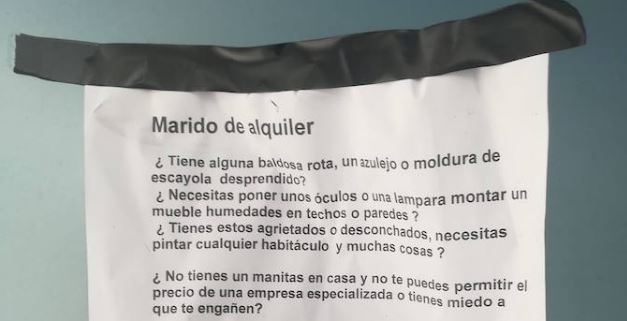 Marido de alquiler
¿ Tiene alguna baldosa rota, un azulejo o moldura de
escayola desprendido?
¿ Necesitas poner unos óculos o una lampara montar un
mueble humedades en techos o paredes ?
¿ Tienes estos agrietados o desconchados, necesitas
pintar cualquier habitáculo y muchas cosas ?
¿ No tienes un manitas en casa y no te puedes permitir el
precio de una empresa especializada o tienes miedo a
que te engañen?